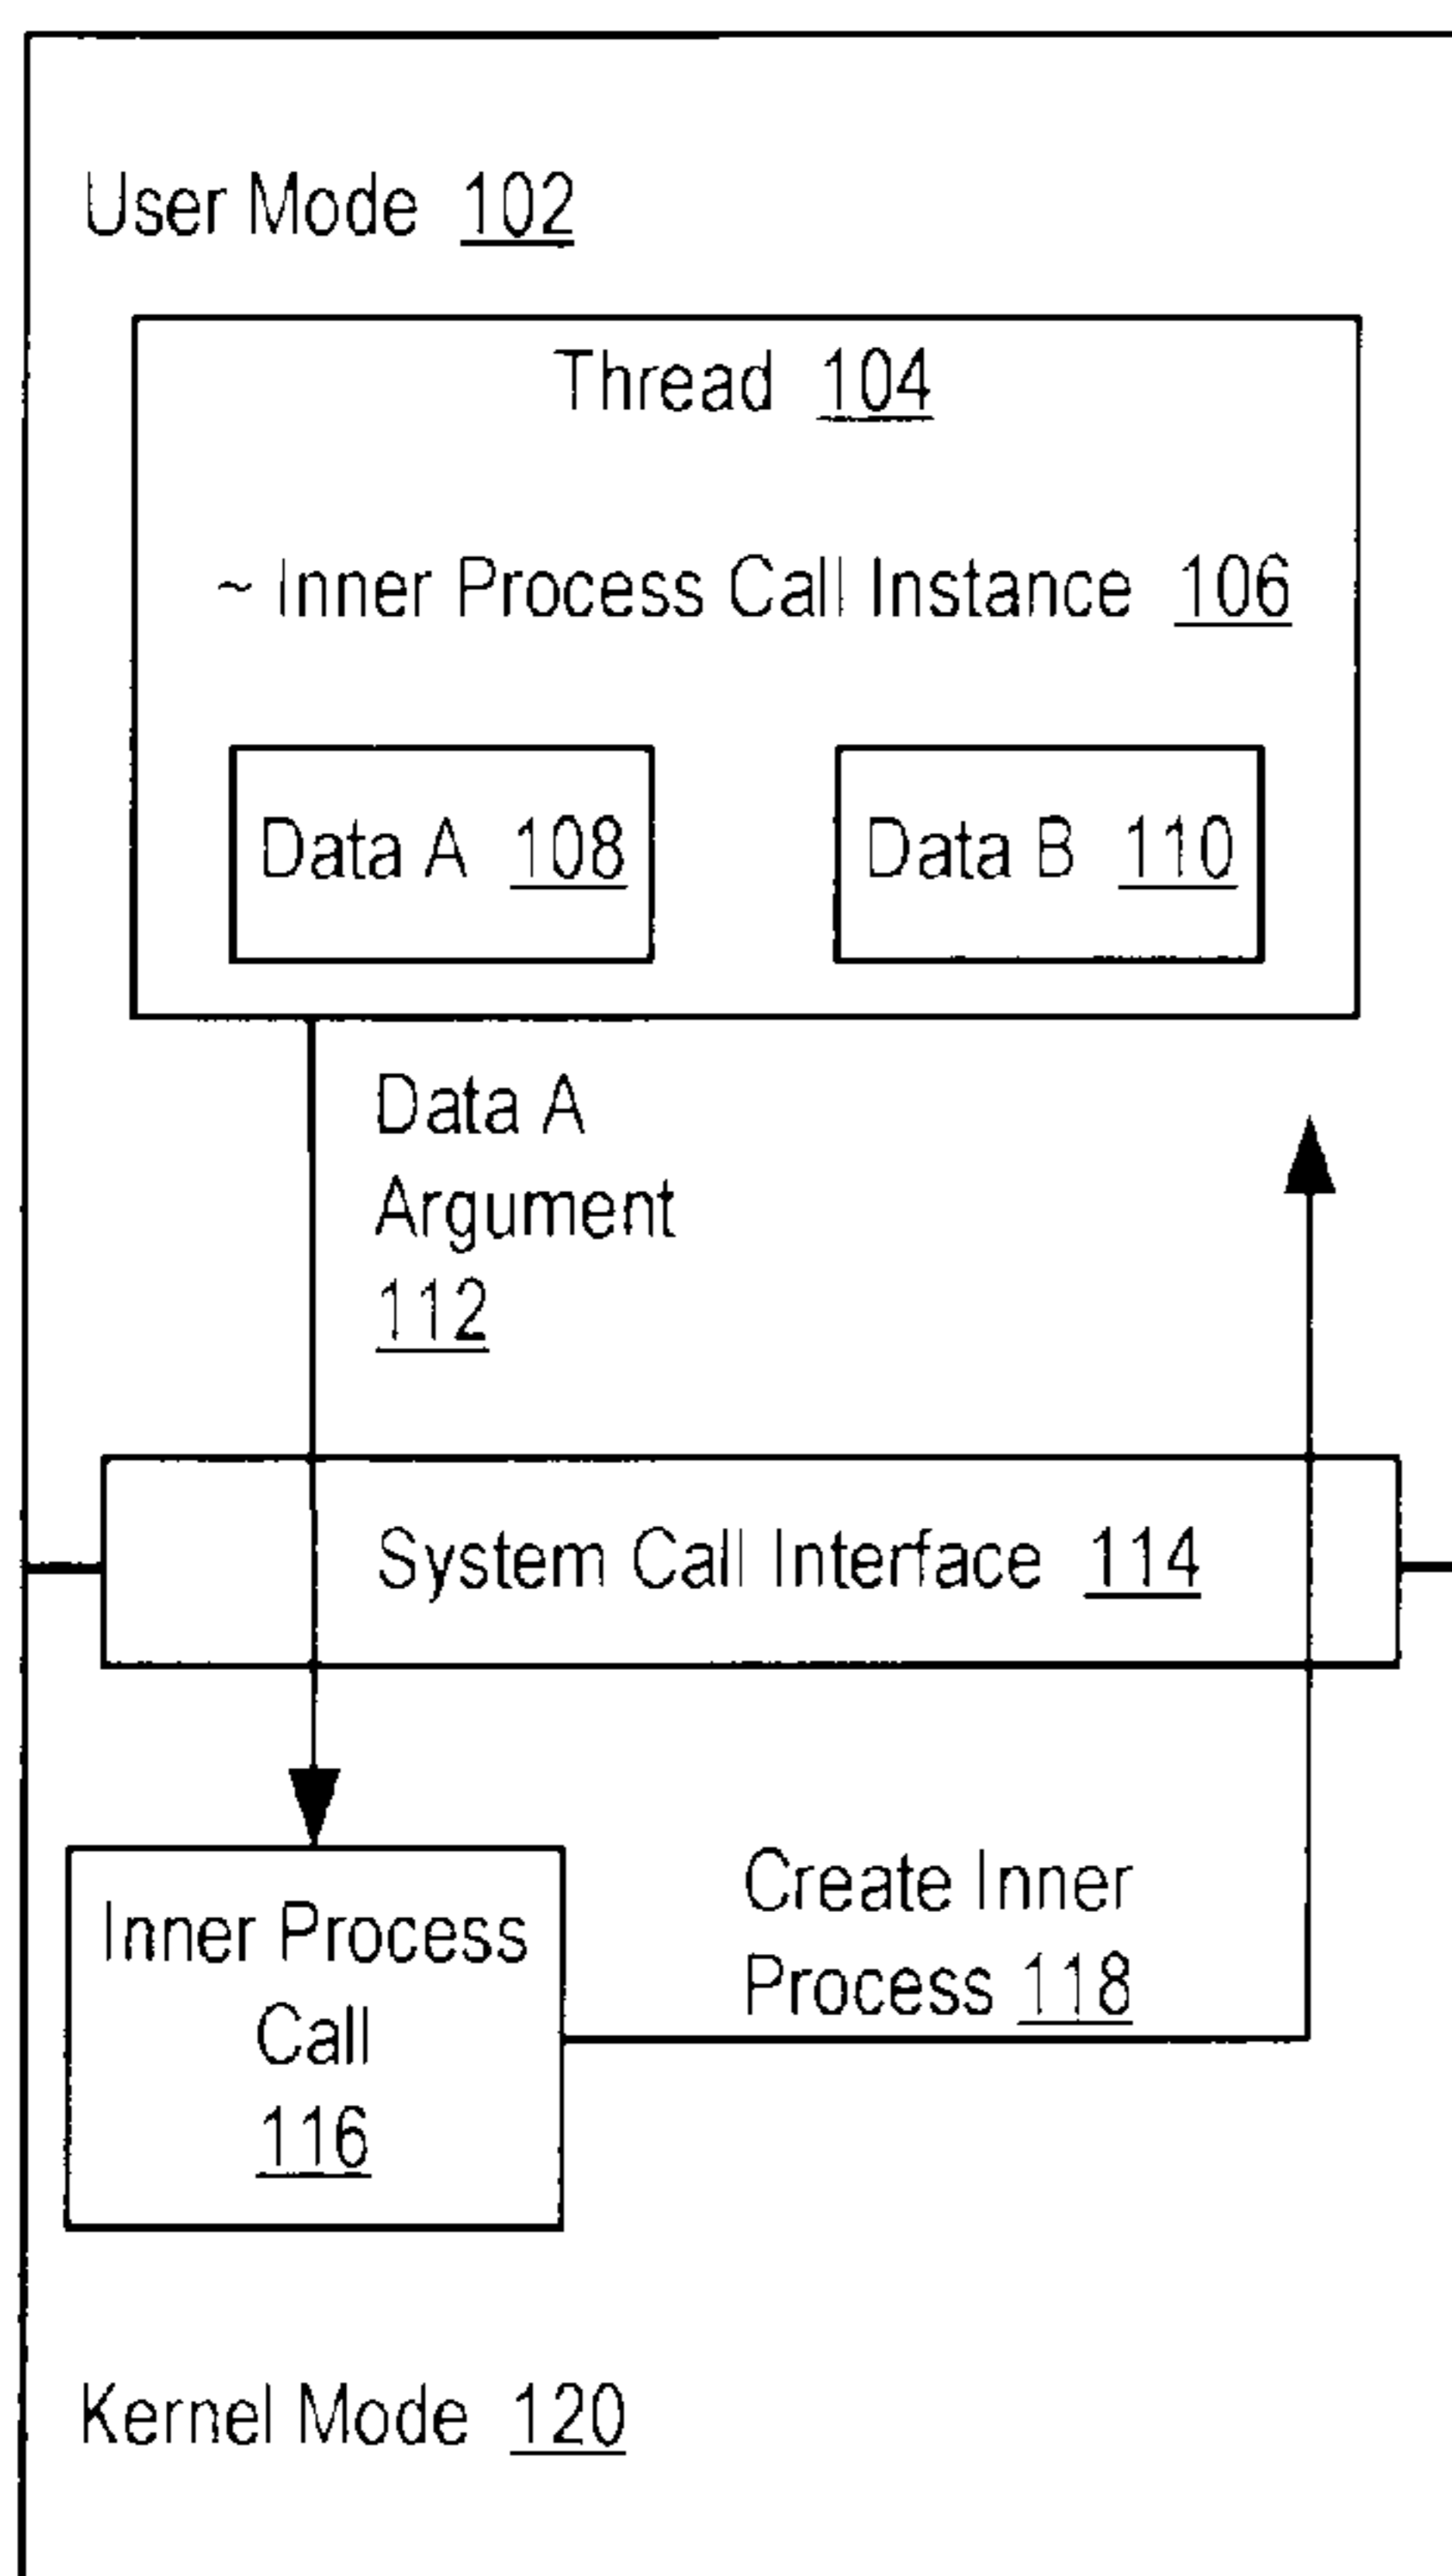 User Mode 102
Thread 104
~ Inner Process Call Instance 106
Data A 108
Data B 110
Data A
Argument
112
System Call Interface 114
Inner Process
Call
116
Create Inner
Process 118
Kernel Mode 120